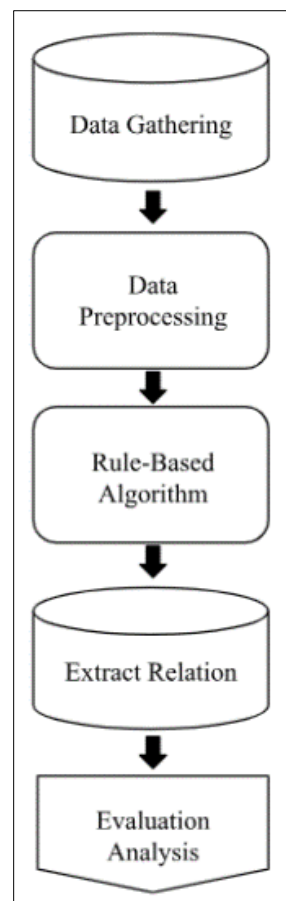 Data Gathering
Data
Preprocessing
Rule-Based
Algorithm
Extract Relation
Evaluation
Analysis